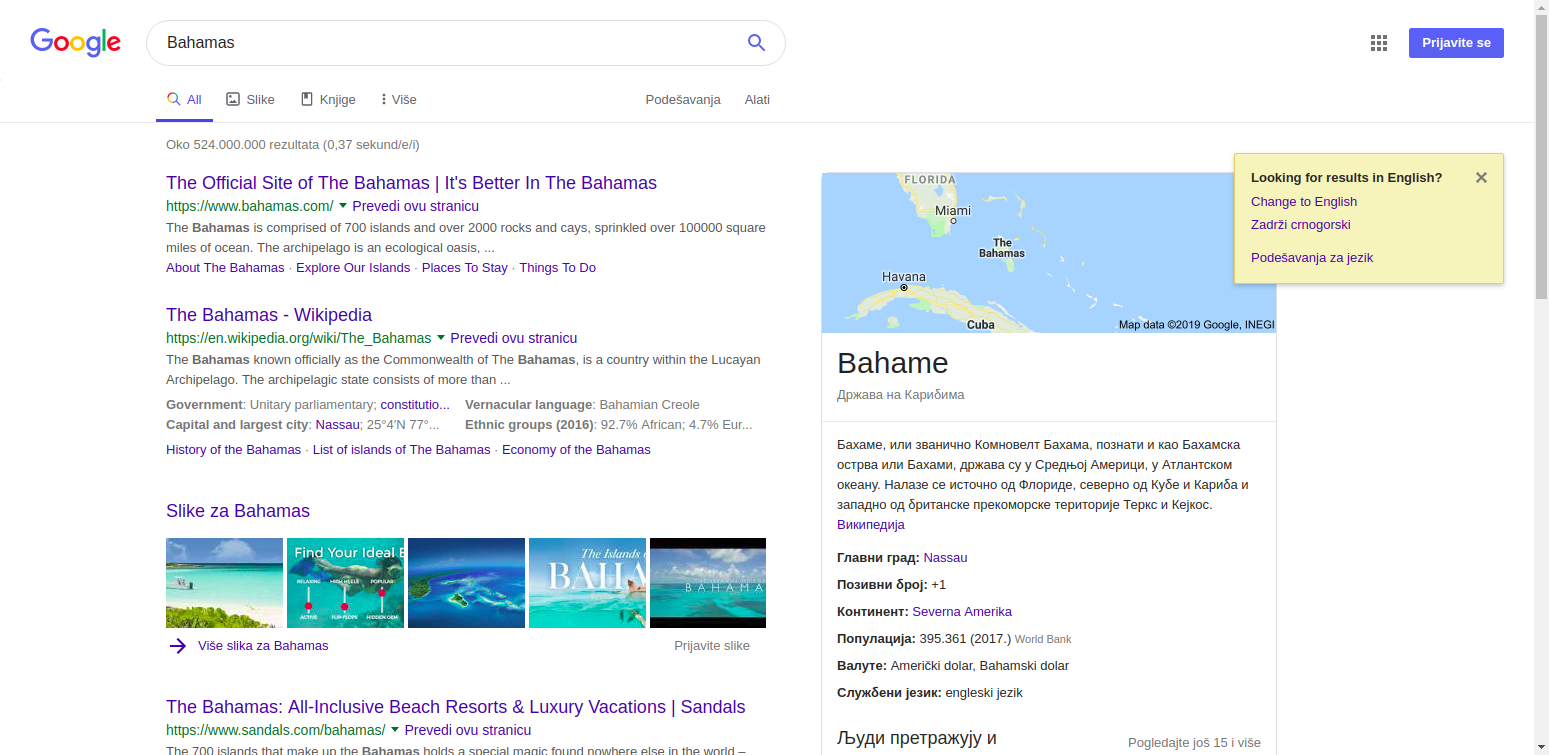 Google
Bahamas
Prijavite se
All
Slike
Knjige
Više
Podešavanja
Alati
Oko 524.000.000 rezultata (0,37 sekund/e/i)
The Official Site of The Bahamas | It's Better In The Bahamas
https://www.bahamas.com/ Prevedi ovu stranicu
The Bahamas is comprised of 700 islands and over 2000 rocks and cays, sprinkled over 100000 square
miles of ocean. The archipelago is an ecological oasis, ...
About The Bahamas · Explore Our Islands · Places To Stay · Things To Do
The Bahamas - Wikipedia
https://en.wikipedia.org/wiki/The_Bahamas Prevedi ovu stranicu
The Bahamas known officially as the Commonwealth of The Bahamas, is a country within the Lucayan
Archipelago. The archipelagic state consists of more than ...
Government: Unitary parliamentary; constitutio... Vernacular language: Bahamian Creole
Capital and largest city: Nassau; 25°4′N 77°... Ethnic groups (2016): 92.7% African; 4.7% Eur...
History of the Bahamas · List of islands of The Bahamas · Economy of the Bahamas
Slike za Bahamas
Find Your Ideal
RELAXING HIGH HEELS POPULAR
ACTIVE FLIP-FLOPS HIDDEN GEM
The Islands
BAHA
BAHAMA
Više slika za Bahamas
Prijavite slike
The Bahamas: All-Inclusive Beach Resorts & Luxury Vacations | Sandals
https://www.sandals.com/bahamas/ Prevedi ovu stranicu
The 700 islands that make up the Bahamas holds a special magic found nowhere else in the world –
FLORIDA
Miami
The
Bahamas
Havana
Cuba
Map data ©2019 Google, INEGI
Looking for results in English?
Change to English
Zadrži crnogorski
Podešavanja za jezik
Bahame
Држава на Карибима
Бахаме, или званично Комновелт Бахама, познати и као Бахамска
острва или Бахами, држава су у Средњој Америци, у Атлантском
океану. Налазе се источно од Флориде, северно од Кубе и Кариба и
западно од британске прекоморске територије Теркс и Кејкос.
Википедија
Главни град: Nassau
Позивни број: +1
Континент: Severna Amerika
Популација: 395.361 (2017.) World Bank
Валуте: Američki dolar, Bahamski dolar
Службени језик: engleski jezik
Људи претражују и
Pogledajte još 15 i više